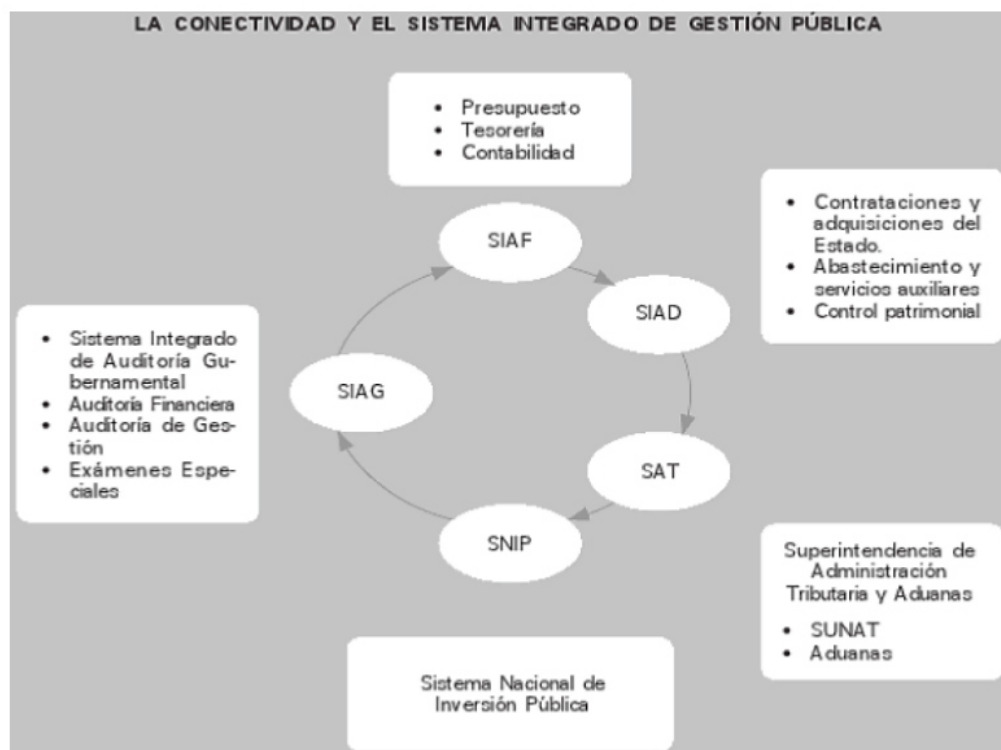 LA CONECTIVIDAD Y EL SISTEMA INTEGRADO DE GESTIÓN PÚBLICA
• Presupuesto
• Tesorería
• Contabilidad
SIAF
• Contrataciones y
adquisiciones del
Estado.
• Abastecimiento y
servicios auxiliares
• Control patrimonial
SIAD
• Sistema Integrado
de Auditoría Gu-
bernamental
• Auditoría Financiera
• Auditoría de Ges-
tión
• Exámenes Espe-
ciales
SIAG
SAT
SNIP
Superintendencia de
Administración
Tributaria y Aduanas
• SUNAT
• Aduanas
Sistema Nacional de
Inversión Pública